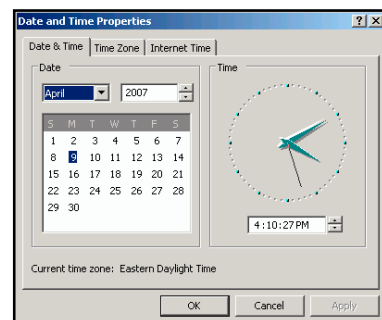 Date and Time Properties
? X
Date & Time Time Zone Internet Time
Date
April 2007
S M T W T F S
1 2 3 4 5 6 7
8 9 10 11 12 13 14
15 16 17 18 19 20 21
22 23 24 25 26 27 28
29 30
Time
4:10:27 PM
Current time zone: Eastern Daylight Time
OK Cancel Apply